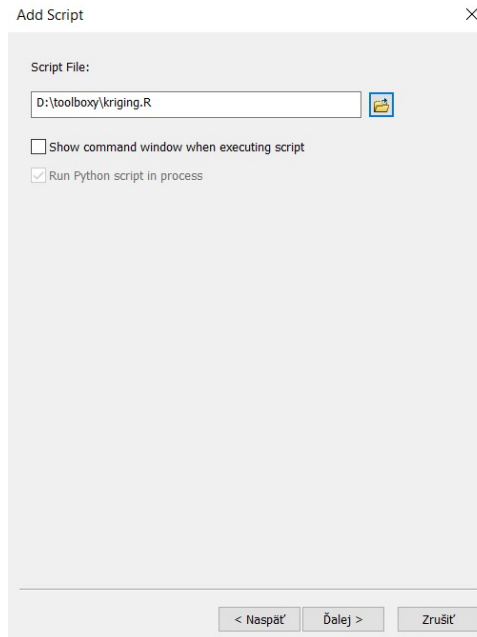 Add Script
Script File:
D:\toolboxy\kriging.R
Show command window when executing script
Run Python script in process
< Naspäť
Ďalej >
Zrušiť